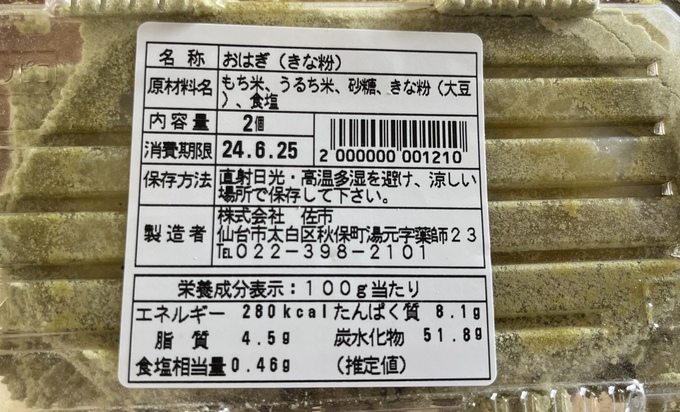 名称 おはぎ（きな粉）
原材料名 もち米、うるち米、砂糖、きな粉（大豆
）、食塩
内容量 2個
消費期限 24.6.25
2 000000 001210
保存方法 直射日光・高温多湿を避け、涼しい
場所で保存して下さい。
製造者 株式会社 佐市
仙台市太白区秋保町湯元字薬師23
TEL 022-398-2101
栄養成分表示：100g当たり
エネルギー 280kcal たんぱく質 8.1g
脂質 4.5g 炭水化物 51.8g
食塩相当量 0.46g （推定値）